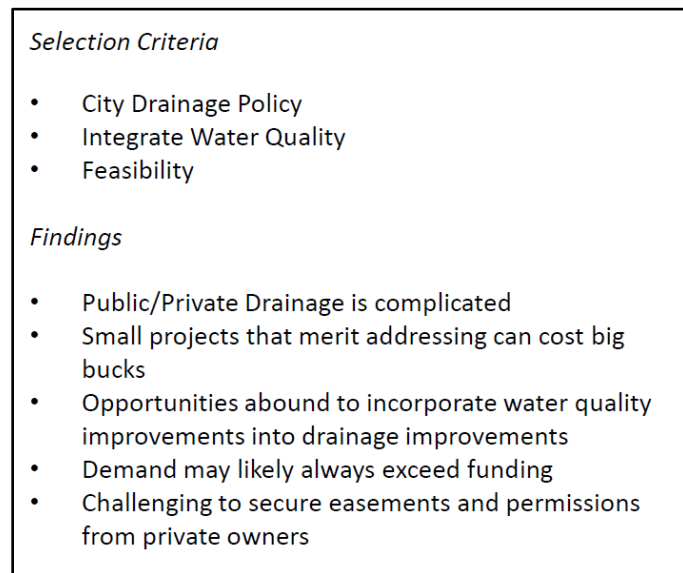 Selection Criteria
• City Drainage Policy
• Integrate Water Quality
• Feasibility
Findings
• Public/Private Drainage is complicated
• Small projects that merit addressing can cost big
bucks
• Opportunities abound to incorporate water quality
improvements into drainage improvements
• Demand may likely always exceed funding
• Challenging to secure easements and permissions
from private owners